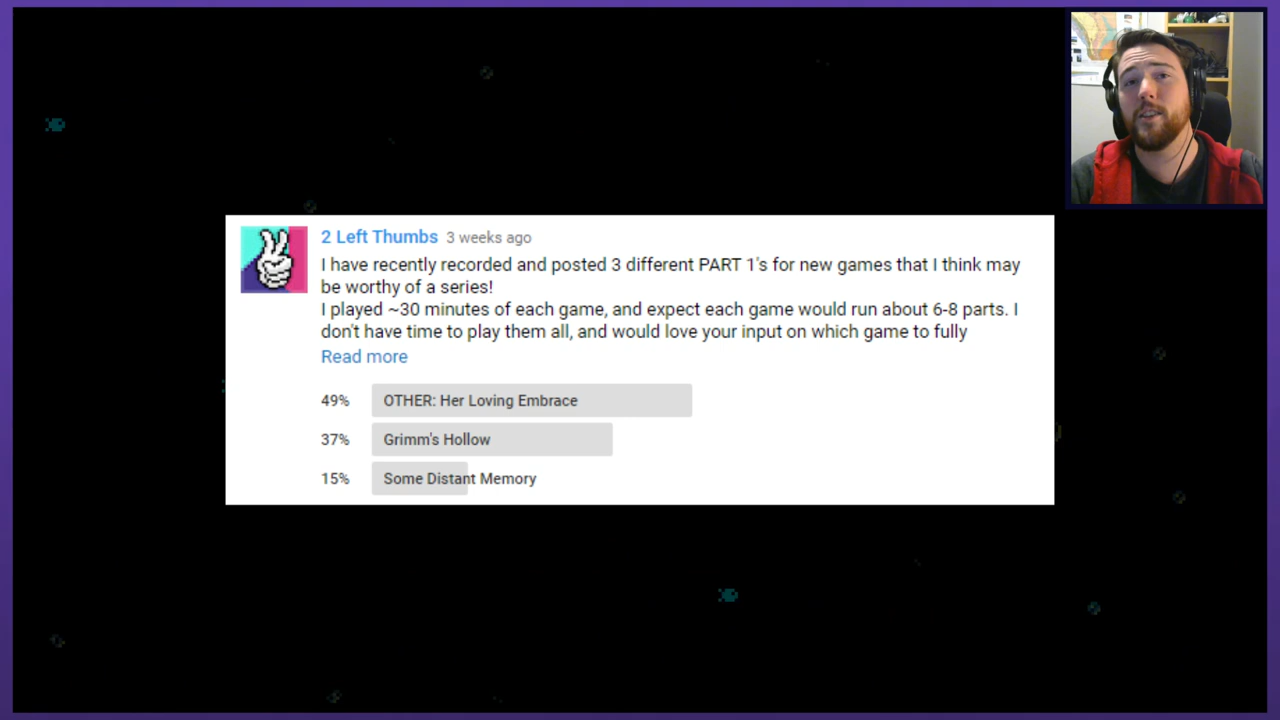 2 Left Thumbs 3 weeks ago
I have recently recorded and posted 3 different PART 1's for new games that I think may
be worthy of a series!
I played ~30 minutes of each game, and expect each game would run about 6-8 parts. I
don't have time to play them all, and would love your input on which game to fully
Read more
49% OTHER: Her Loving Embrace
37% Grimm's Hollow
15% Some Distant Memory